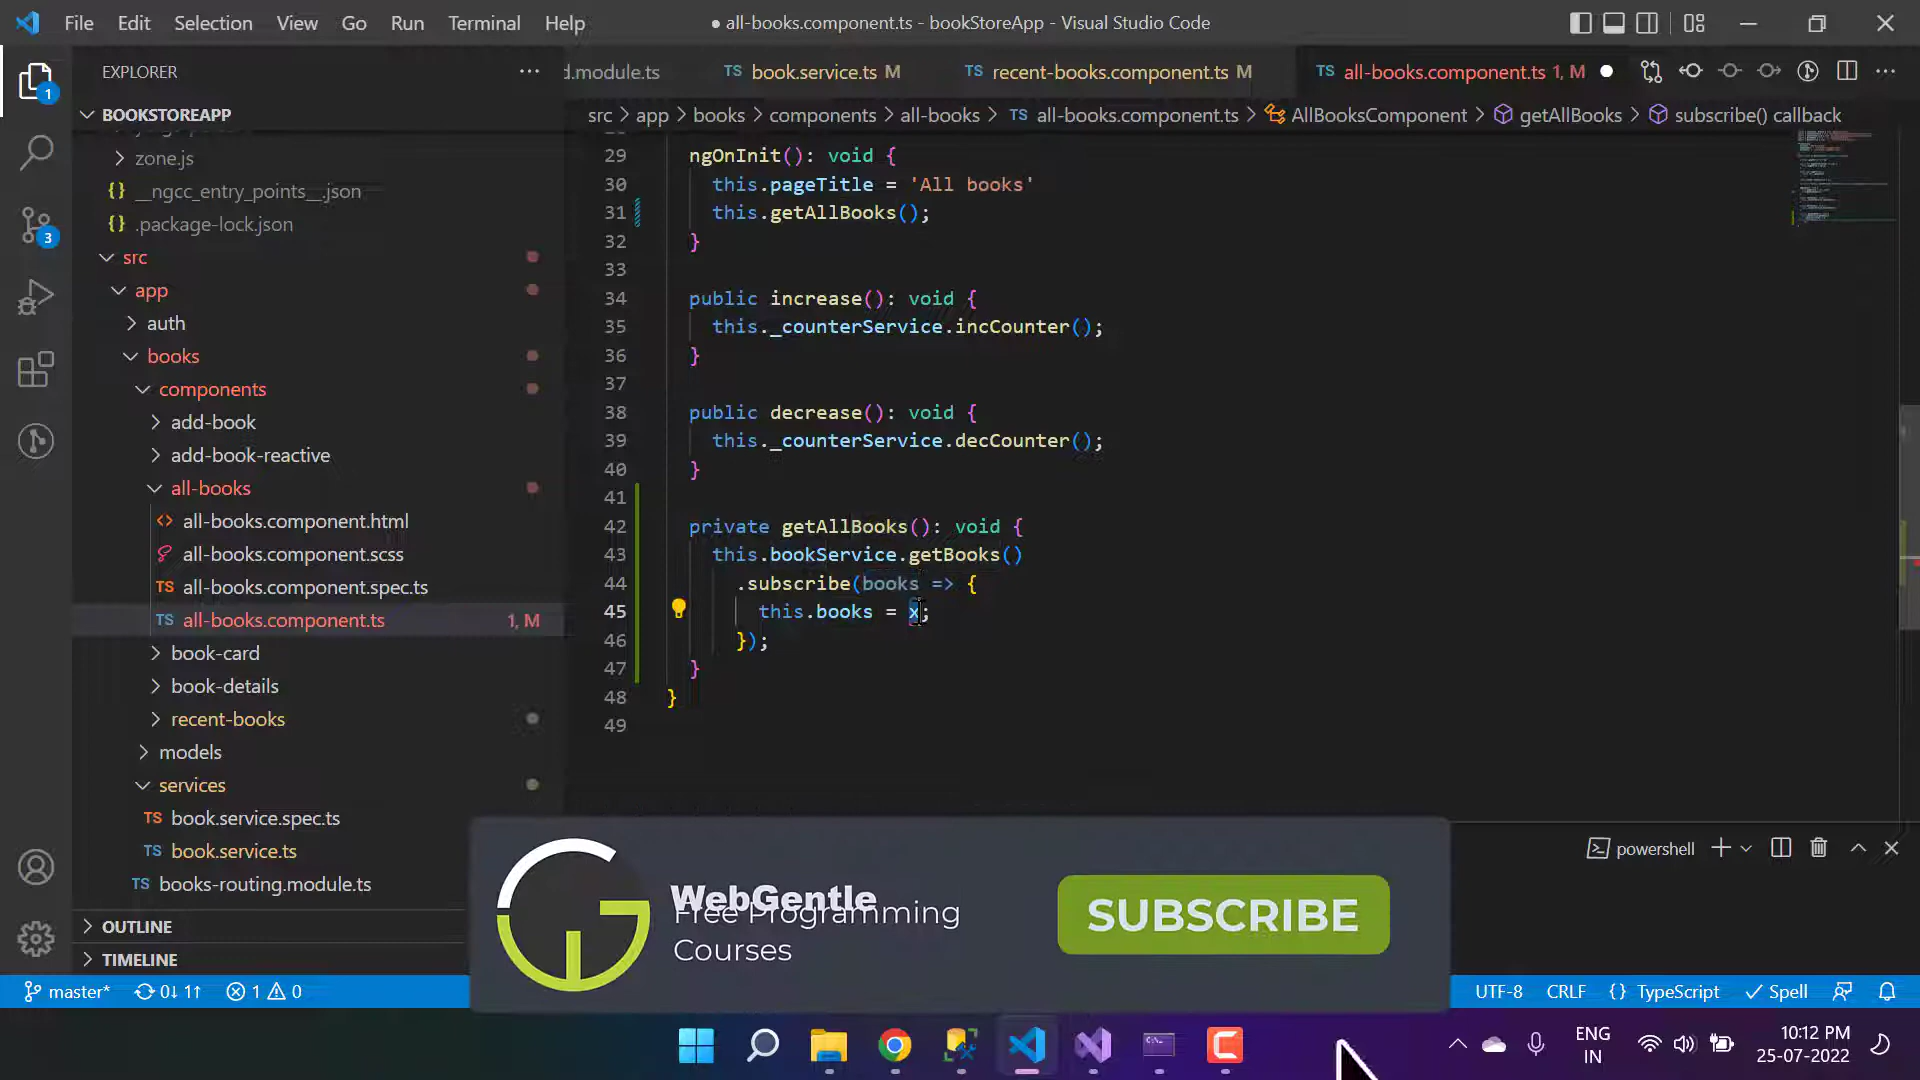 File Edit Selection View Go Run Terminal Help
● all-books.component.ts - bookStoreApp - Visual Studio Code
EXPLORER
d.module.ts
TS book.service.ts M
TS recent-books.component.ts M
TS all-books.component.ts 1, M
BOOKSTOREAPP
src > app > books > components > all-books > TS all-books.component.ts > AllBooksComponent > getAllBooks > subscribe() callback
zone.js
{} __ngcc_entry_points__.json
{} .package-lock.json
src
app
auth
books
components
add-book
add-book-reactive
all-books
<> all-books.component.html
all-books.component.scss
TS all-books.component.spec.ts
TS all-books.component.ts 1, M
book-card
book-details
recent-books
models
services
TS book.service.spec.ts
TS book.service.ts
TS books-routing.module.ts
OUTLINE
TIMELINE
29 ngOnInit(): void {
30 this.pageTitle = 'All books'
31 this.getAllBooks();
32 }
33
34 public increase(): void {
35 this._counterService.incCounter();
36 }
37
38 public decrease(): void {
39 this._counterService.decCounter();
40 }
41
42 private getAllBooks(): void {
43 this.bookService.getBooks()
44 .subscribe(books => {
45 this.books = x;
46 });
47 }
48 }
49
powershell
WebGentle
Free Programming
Courses
SUBSCRIBE
master* 0↓ 1↑ 1 0
UTF-8 CRLF {} TypeScript Spell
1
3
ENG
IN
10:12 PM
25-07-2022